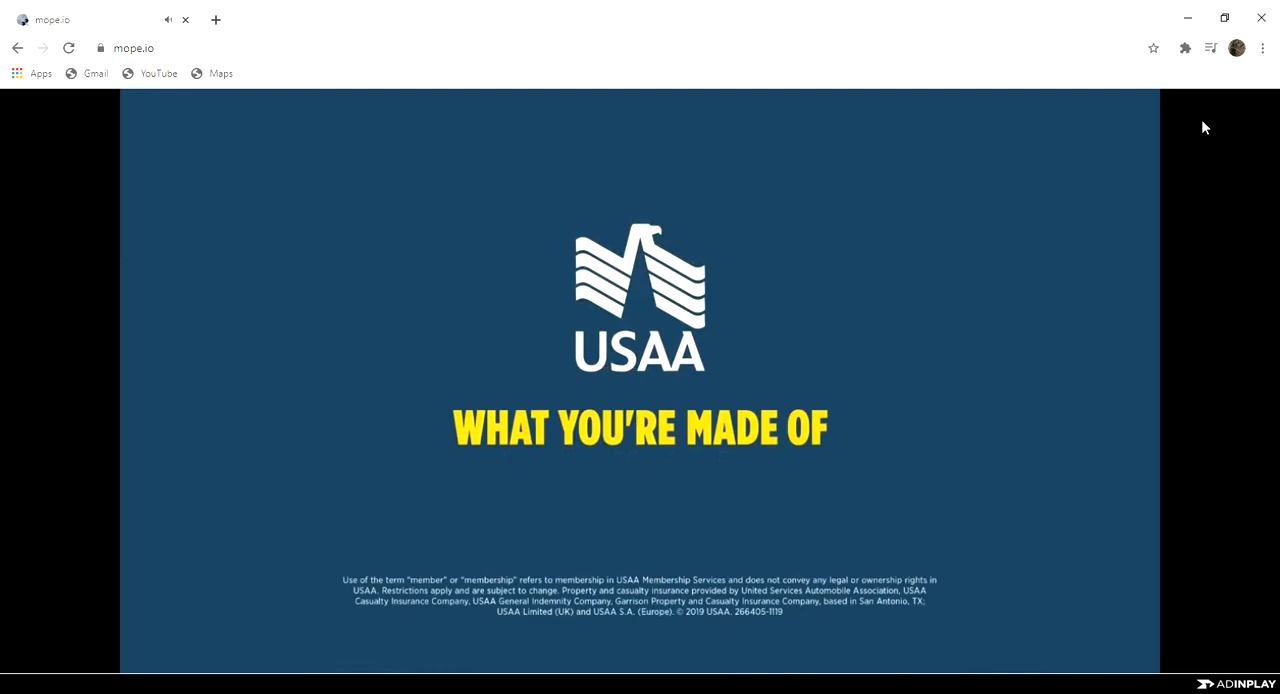 mope.io
mope.io
Apps Gmail YouTube Maps
USAA
WHAT YOU'RE MADE OF
Use of the term "member" or "membership" refers to membership in USAA Membership Services and does not convey any legal or ownership rights in
USAA. Restrictions apply and are subject to change. Property and casualty insurance provided by United Services Automobile Association, USAA
Casualty Insurance Company, USAA General Indemnity Company, Garrison Property and Casualty Insurance Company, based in San Antonio, TX;
USAA Limited (UK) and USAA S.A. (Europe). © 2019 USAA. 266405-1119
ADINPLAY